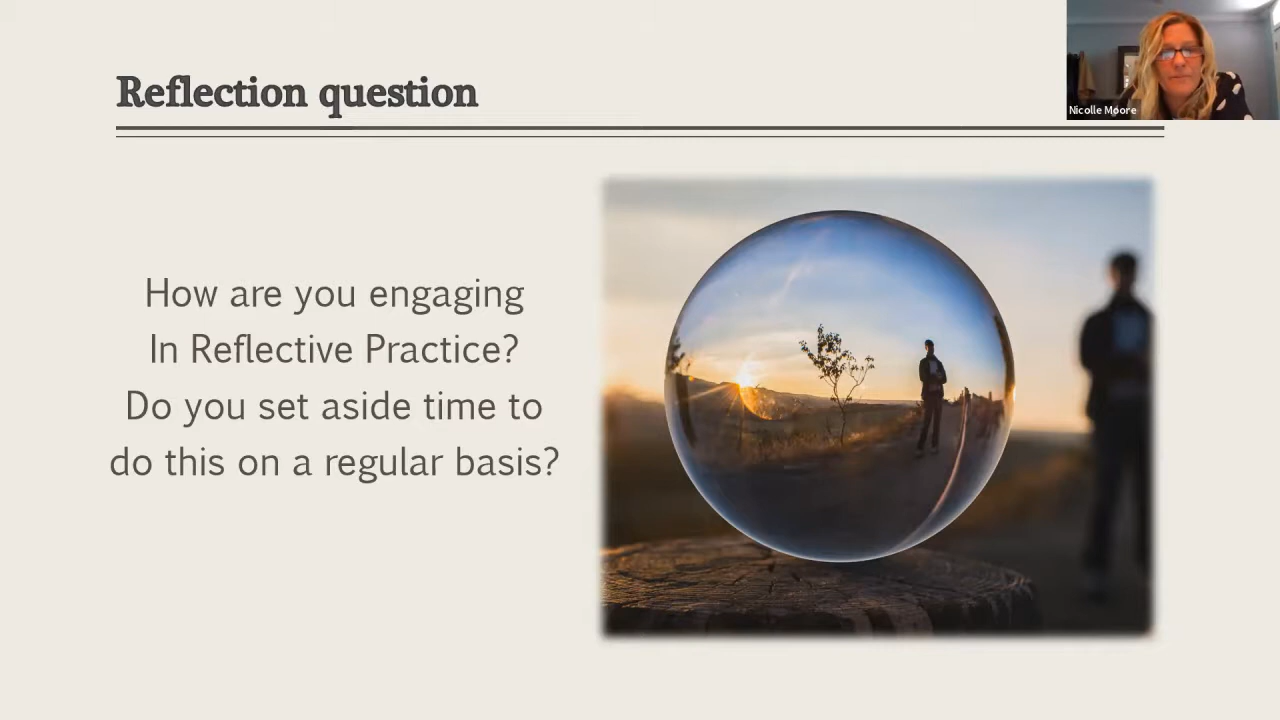 Reflection question
Nicolle Moore
How are you engaging
In Reflective Practice?
Do you set aside time to
do this on a regular basis?